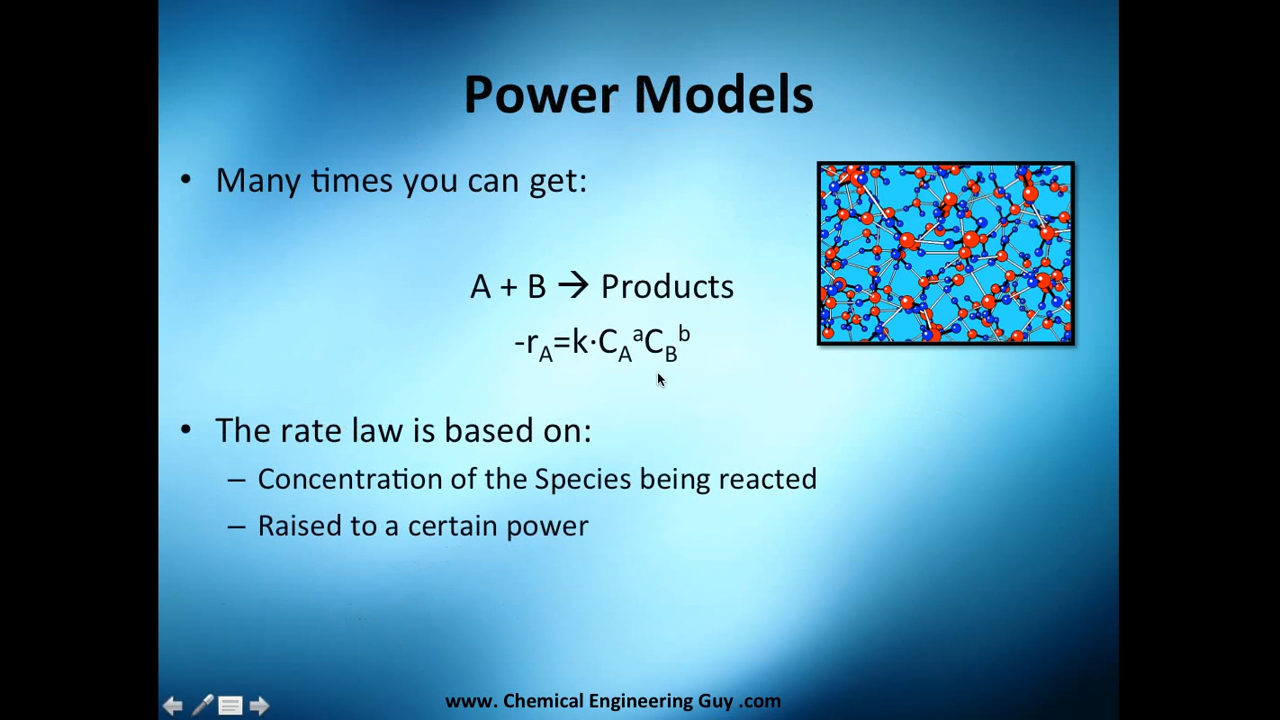 Power Models
• Many times you can get:
A + B → Products
-r_A=k·C_A^aC_B^b
• The rate law is based on:
– Concentration of the Species being reacted
– Raised to a certain power
www. Chemical Engineering Guy .com